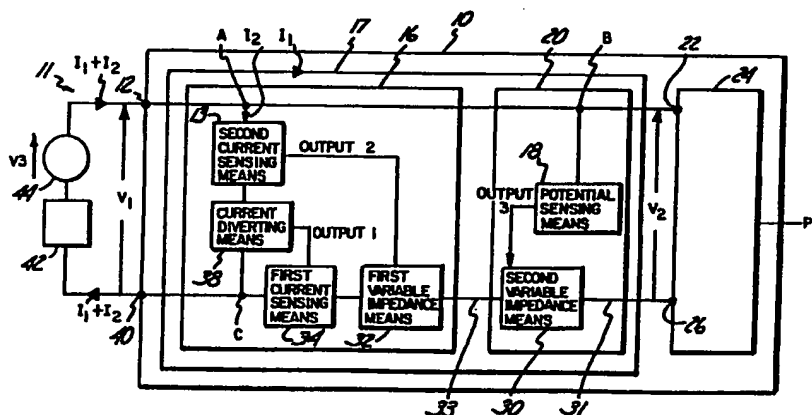 10
A I2 I1 17 16 20 B 22 24
11 I1+I2 12
13
SECOND
CURRENT
SENSING
MEANS
OUTPUT 2
V3
44
V1
18
POTENTIAL
SENSING
MEANS
OUTPUT
3
V2
P
CURRENT
DIVERTING
MEANS
OUTPUT 1
42
38
FIRST
CURRENT
SENSING
MEANS
FIRST
VARIABLE
IMPEDANCE
MEANS
SECOND
VARIABLE
IMPEDANCE
MEANS
I1+I2
40 C 34 32 26
33 30 31